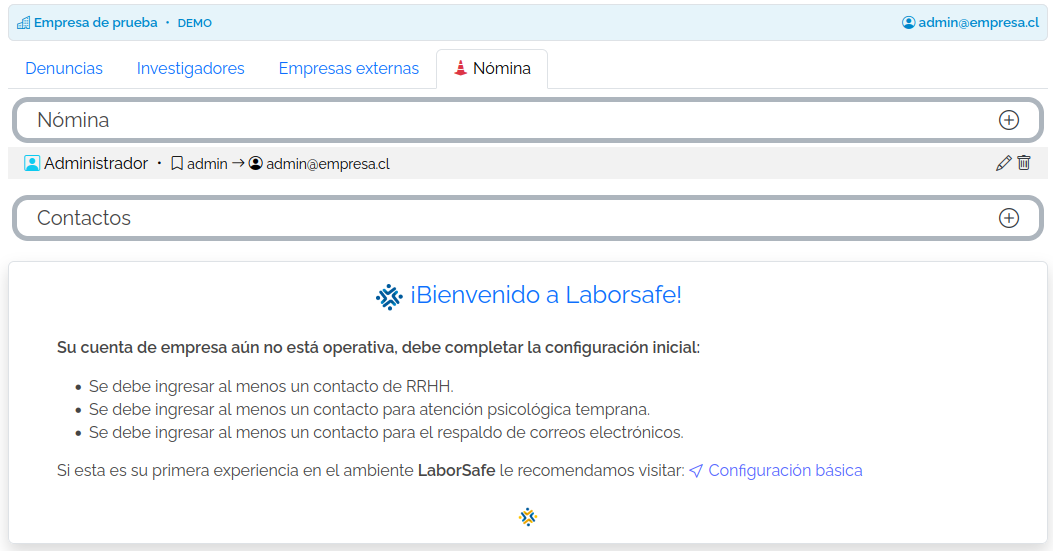 Empresa de prueba • DEMO
admin@empresa.cl
Denuncias Investigadores Empresas externas Nómina
Nómina
Administrador • admin → admin@empresa.cl
Contactos
¡Bienvenido a Laborsafe!
Su cuenta de empresa aún no está operativa, debe completar la configuración inicial:
• Se debe ingresar al menos un contacto de RRHH.
• Se debe ingresar al menos un contacto para atención psicológica temprana.
• Se debe ingresar al menos un contacto para el respaldo de correos electrónicos.
Si esta es su primera experiencia en el ambiente LaborSafe le recomendamos visitar: Configuración básica